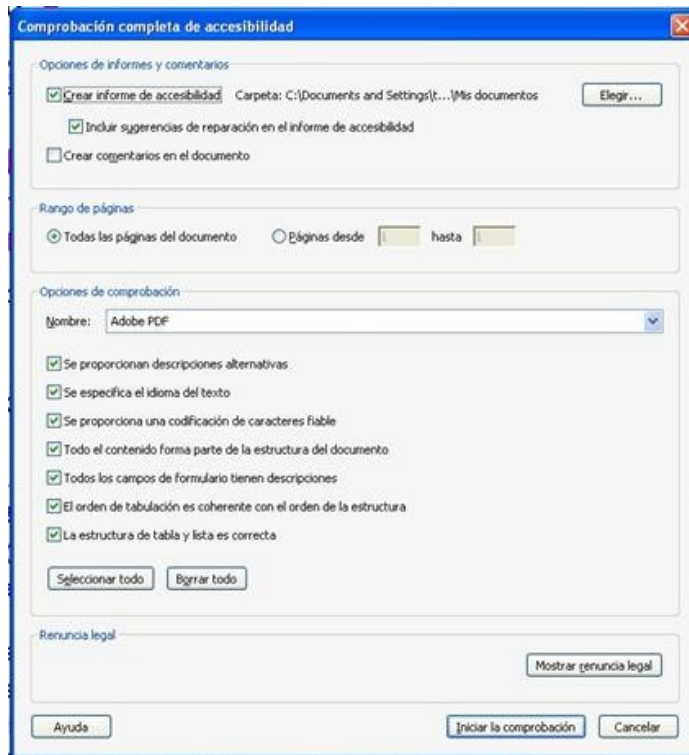 Comprobación completa de accesibilidad
Opciones de informes y comentarios
Crear informe de accesibilidad Carpeta: C:\Documents and Settings\t...\Mis documentos Elegir...
Incluir sugerencias de reparación en el informe de accesibilidad
Crear comentarios en el documento
Rango de páginas
Todas las páginas del documento Páginas desde 1 hasta 1
Opciones de comprobación
Nombre: Adobe PDF
Se proporcionan descripciones alternativas
Se especifica el idioma del texto
Se proporciona una codificación de caracteres fiable
Todo el contenido forma parte de la estructura del documento
Todos los campos de formulario tienen descripciones
El orden de tabulación es coherente con el orden de la estructura
La estructura de tabla y lista es correcta
Seleccionar todo Borrar todo
Renuncia legal
Mostrar renuncia legal
Ayuda Iniciar la comprobación Cancelar